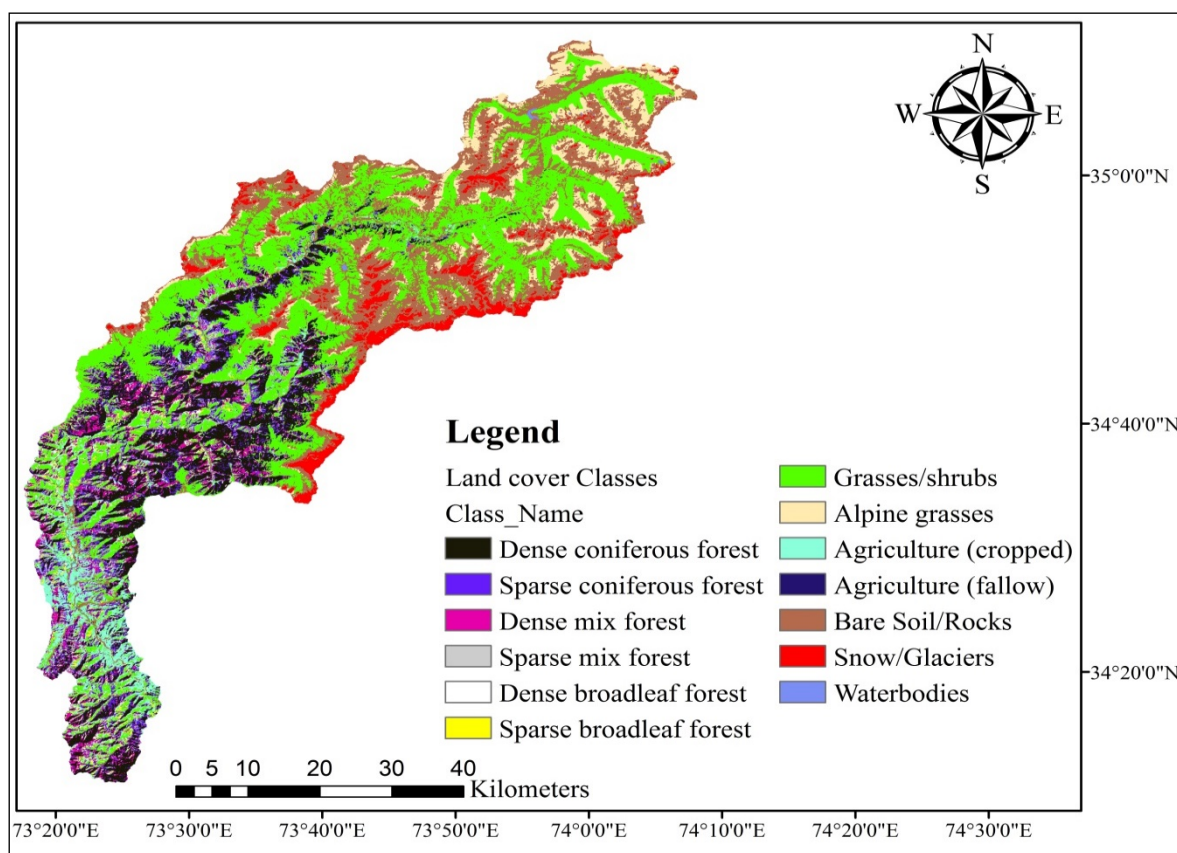 N
W E
S
35°0'0"N
34°40'0"N
34°20'0"N
Legend
Land cover Classes
Class_Name
Dense coniferous forest
Sparse coniferous forest
Dense mix forest
Sparse mix forest
Dense broadleaf forest
Sparse broadleaf forest
Grasses/shrubs
Alpine grasses
Agriculture (cropped)
Agriculture (fallow)
Bare Soil/Rocks
Snow/Glaciers
Waterbodies
0 5 10 20 30 40
Kilometers
73°20'0"E 73°30'0"E 73°40'0"E 73°50'0"E 74°0'0"E 74°10'0"E 74°20'0"E 74°30'0"E